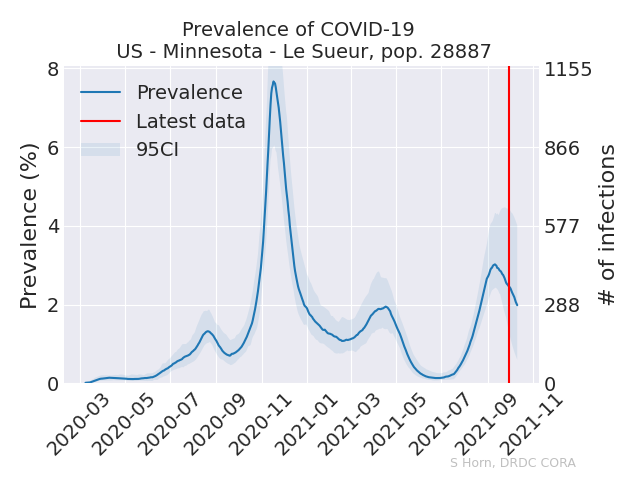 Prevalence of COVID-19
US - Minnesota - Le Sueur, pop. 28887
Prevalence (%)
8
6
4
2
0
Prevalence
Latest data
95CI
1155
866
577
288
0
# of infections
2020-03
2020-05
2020-07
2020-09
2020-11
2021-01
2021-03
2021-05
2021-07
2021-09
2021-11
S Horn, DRDC CORA